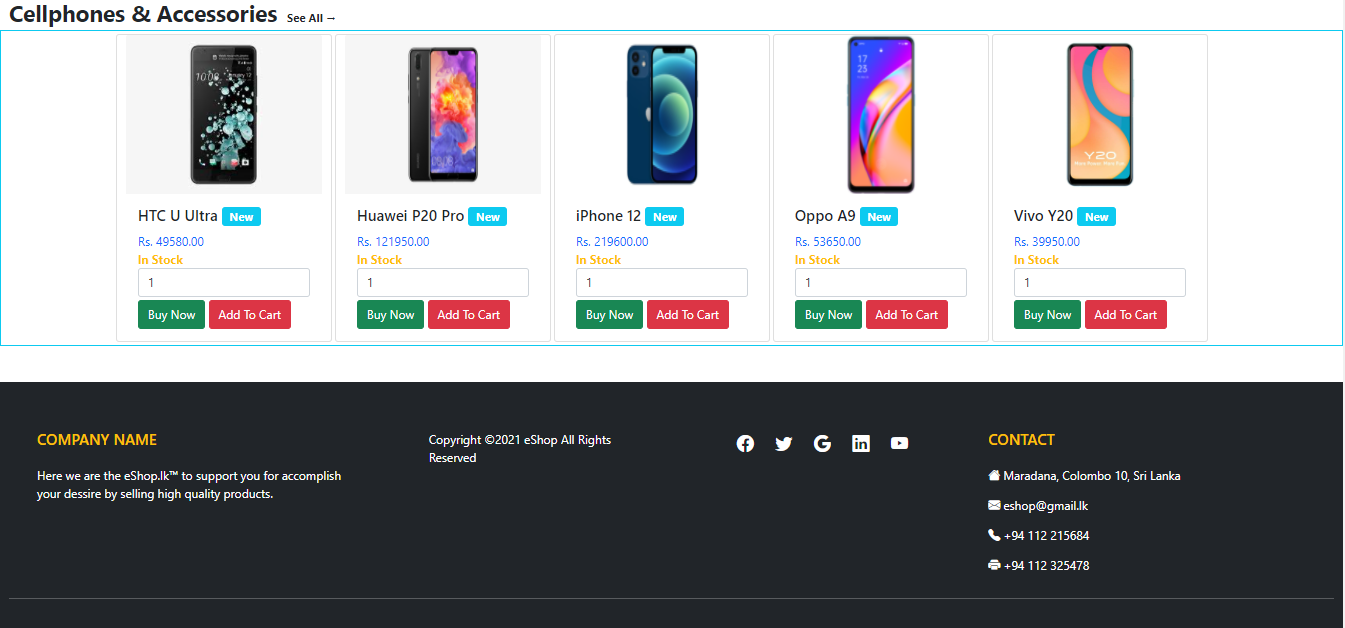 Cellphones & Accessories See All →
HTC U Ultra New
Rs. 49580.00
In Stock
1
Buy Now Add To Cart
Huawei P20 Pro New
Rs. 121950.00
In Stock
1
Buy Now Add To Cart
iPhone 12 New
Rs. 219600.00
In Stock
1
Buy Now Add To Cart
17
23
Oppo A9 New
Rs. 53650.00
In Stock
1
Buy Now Add To Cart
Y20
Vivo Y20 New
Rs. 39950.00
In Stock
1
Buy Now Add To Cart
COMPANY NAME
Here we are the eShop.lk™ to support you for accomplish
your dessire by selling high quality products.
Copyright ©2021 eShop All Rights
Reserved
CONTACT
Maradana, Colombo 10, Sri Lanka
eshop@gmail.lk
+94 112 215684
+94 112 325478